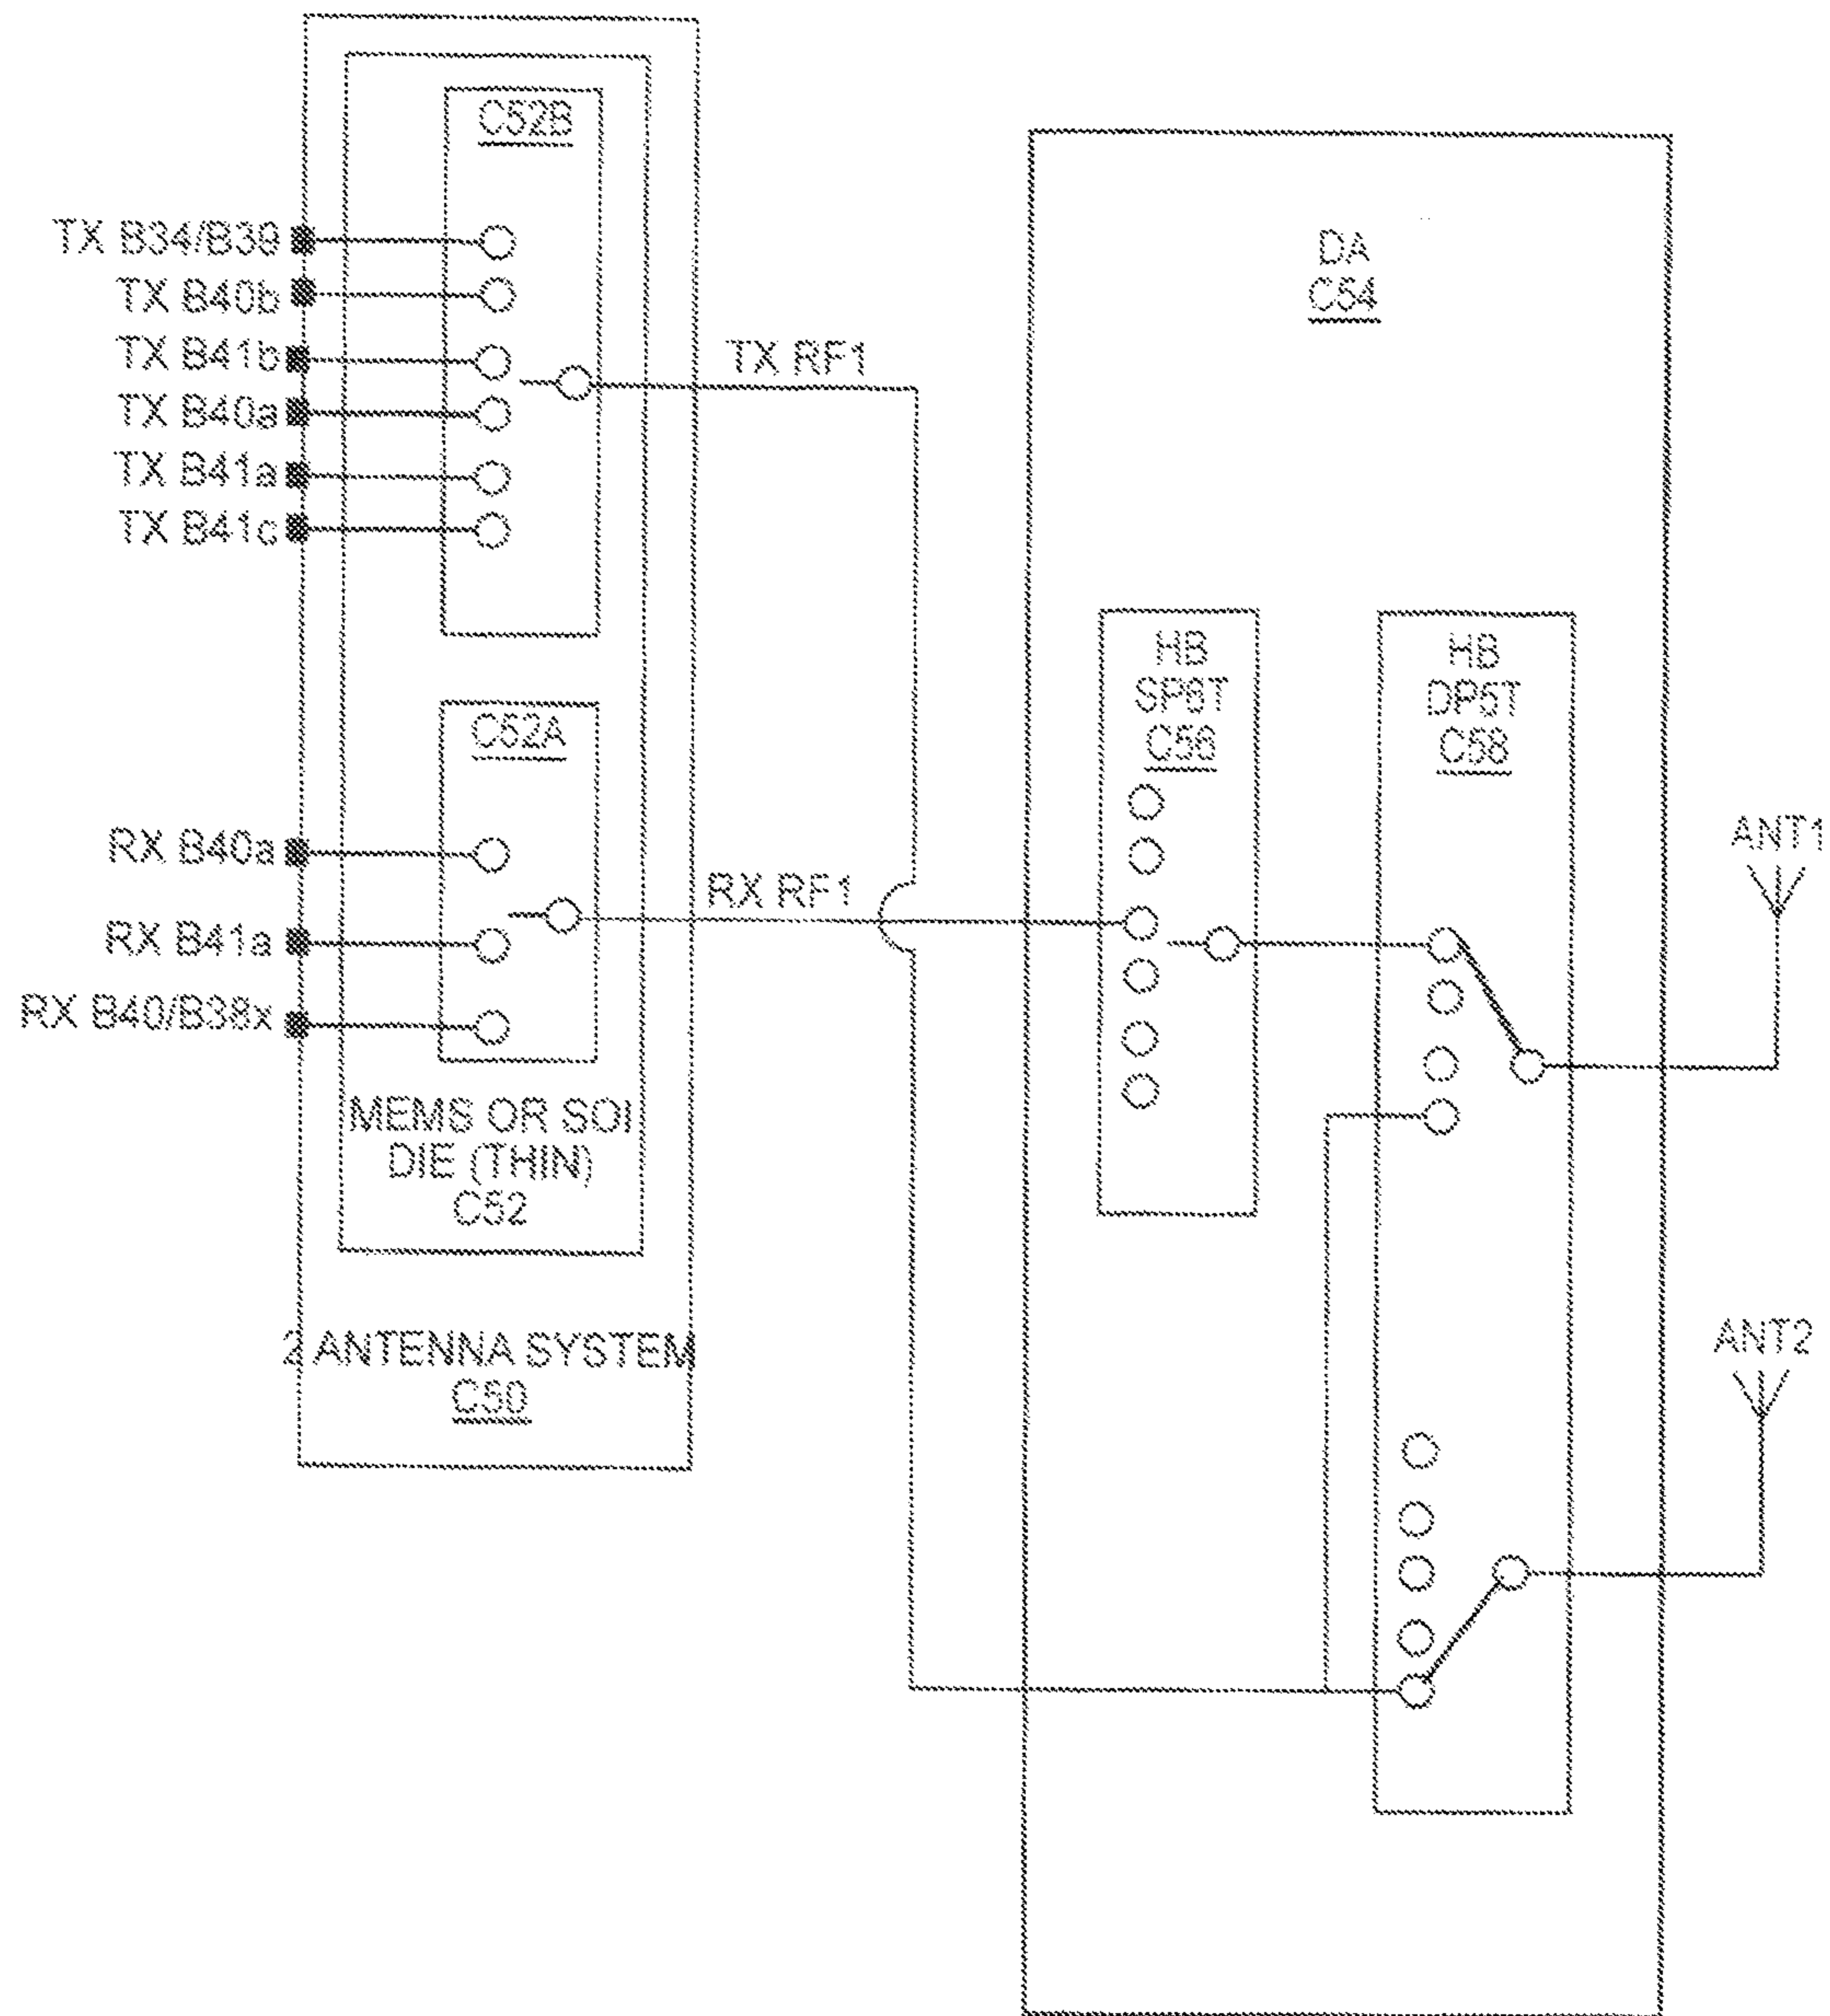 C52B
TX B34/B39
TX B40b
TX B41b
TX B40a
TX B41a
TX B41c
TX RF1
C52A
RX B40a
RX B41a
RX B40/B38x
RX RF1
MEMS OR SOI
DIE (THIN)
C52
2 ANTENNA SYSTEM
C50
DA
C54
HB
SP6T
C56
HB
DP5T
C58
ANT1
ANT2